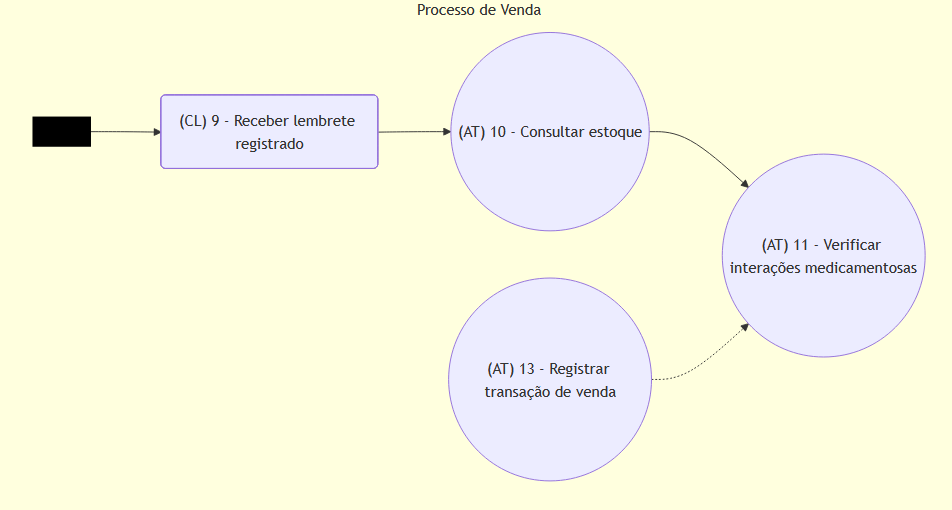 Processo de Venda
(CL) 9 - Receber lembrete
registrado
(AT) 10 - Consultar estoque
(AT) 11 - Verificar
interações medicamentosas
(AT) 13 - Registrar
transação de venda